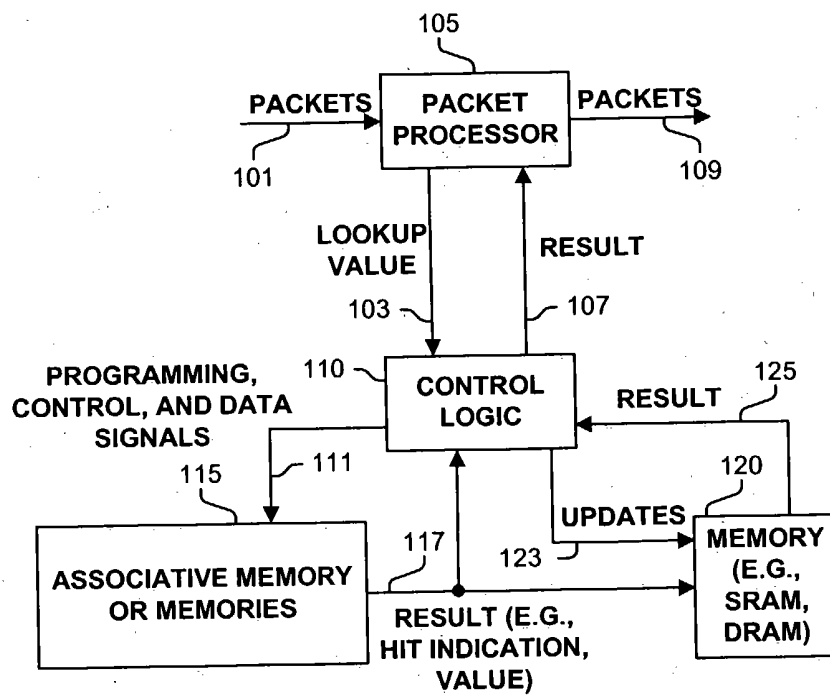 105
PACKETS
PACKET
PROCESSOR
PACKETS
101
109
LOOKUP
VALUE
RESULT
103
107
PROGRAMMING,
CONTROL, AND DATA
SIGNALS
110
CONTROL
LOGIC
RESULT
125
111
115
ASSOCIATIVE MEMORY
OR MEMORIES
117
RESULT (E.G.,
HIT INDICATION,
VALUE)
UPDATES
123
120
MEMORY
(E.G.,
SRAM,
DRAM)